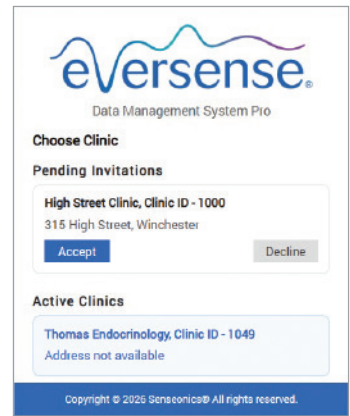 eversense®
Data Management System Pro
Choose Clinic
Pending Invitations
High Street Clinic, Clinic ID - 1000
315 High Street, Winchester
Accept Decline
Active Clinics
Thomas Endocrinology, Clinic ID - 1049
Address not available
Copyright © 2025 Senseonics® All rights reserved.